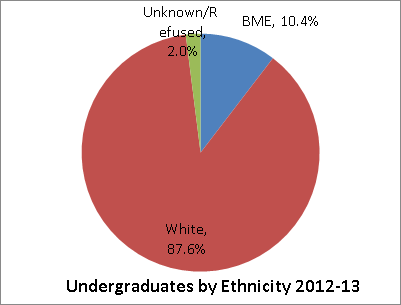 Unknown/R
efused,
2.0%
BME, 10.4%
White,
87.6%
Undergraduates by Ethnicity 2012-13